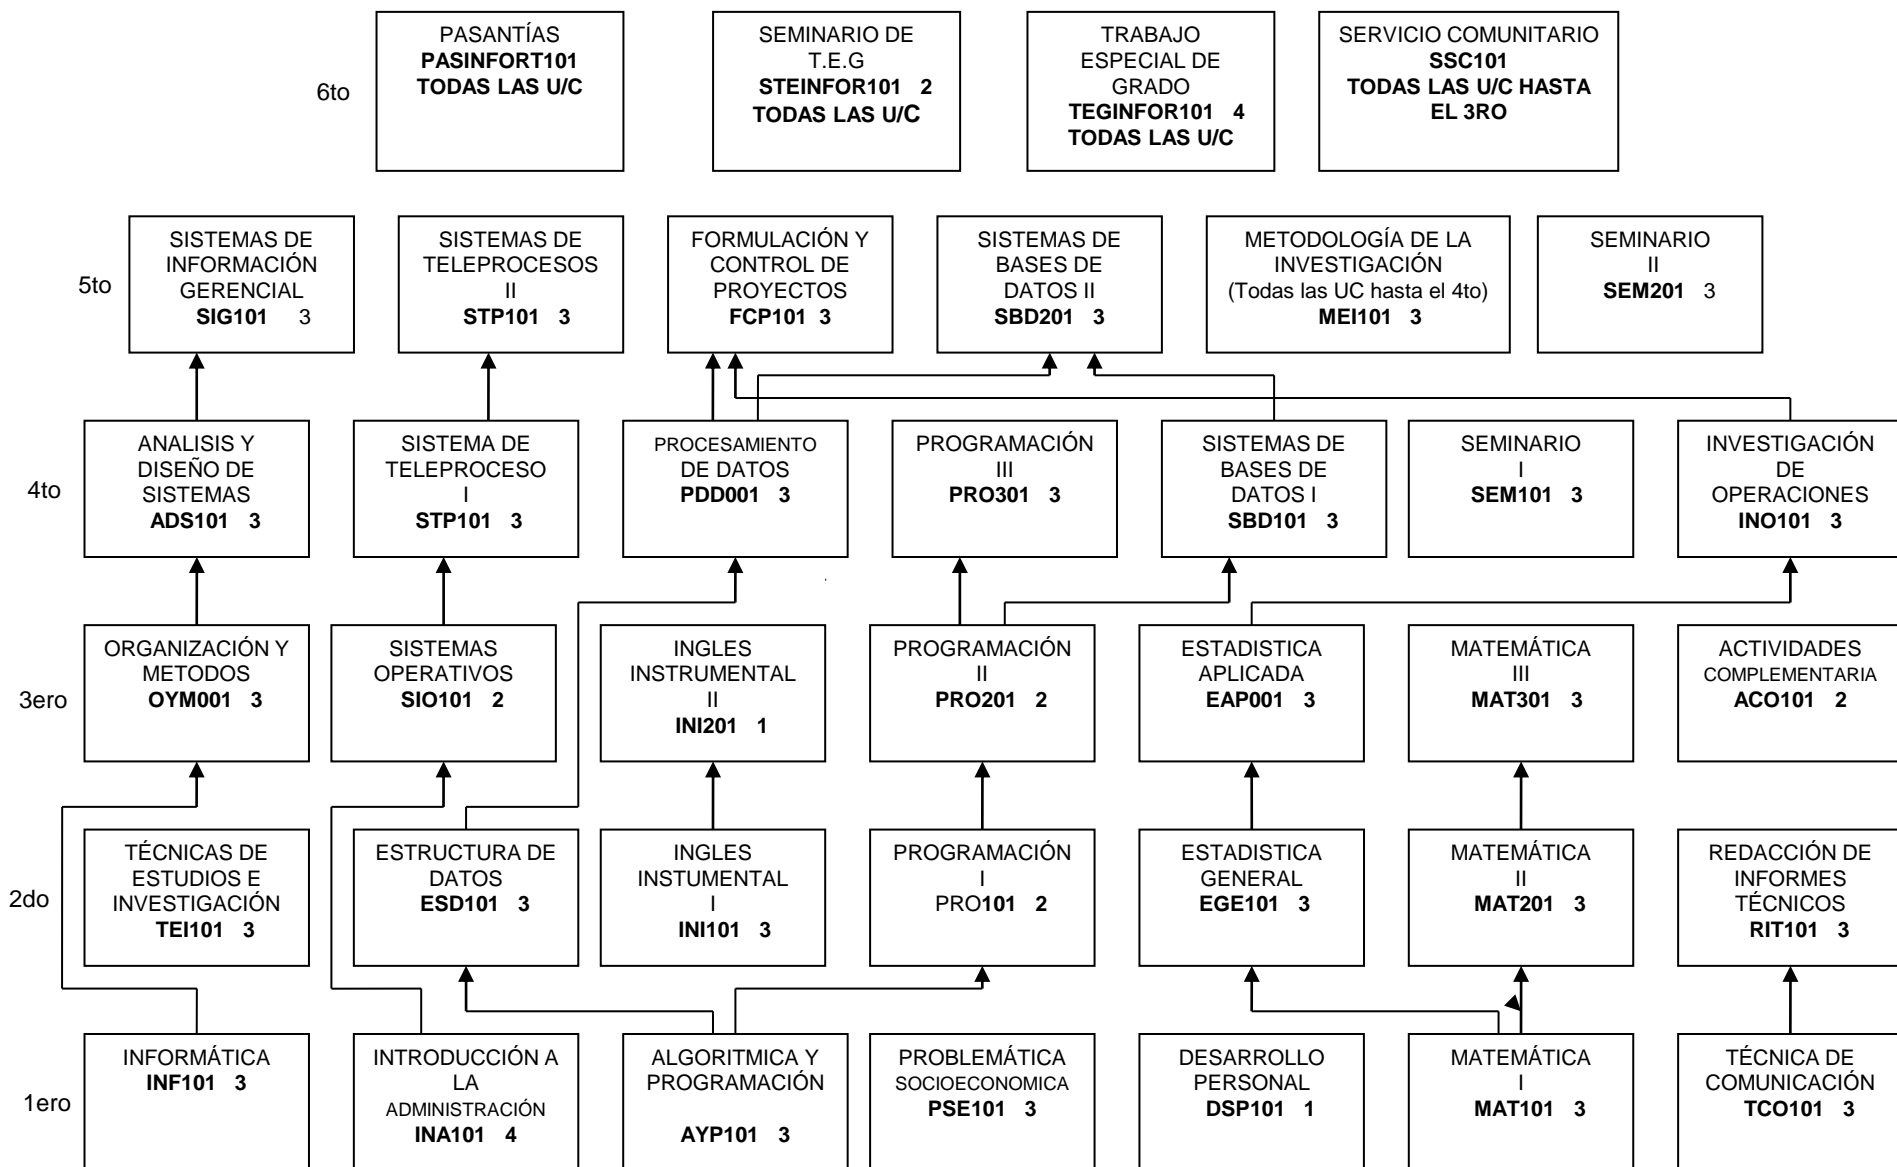 6to
PASANTÍAS
PASINFORT101
TODAS LAS U/C
SEMINARIO DE
T.E.G
STEINFOR101 2
TODAS LAS U/C
TRABAJO
ESPECIAL DE
GRADO
TEGINFOR101 4
TODAS LAS U/C
SERVICIO COMUNITARIO
SSC101
TODAS LAS U/C HASTA
EL 3RO
5to
SISTEMAS DE
INFORMACIÓN
GERENCIAL
SIG101 3
SISTEMAS DE
TELEPROCESOS
II
STP101 3
FORMULACIÓN Y
CONTROL DE
PROYECTOS
FCP101 3
SISTEMAS DE
BASES DE
DATOS II
SBD201 3
METODOLOGÍA DE LA
INVESTIGACIÓN
(Todas las UC hasta el 4to)
MEI101 3
SEMINARIO
II
SEM201 3
4to
ANALISIS Y
DISEÑO DE
SISTEMAS
ADS101 3
SISTEMA DE
TELEPROCESO
I
STP101 3
PROCESAMIENTO
DE DATOS
PDD001 3
PROGRAMACIÓN
III
PRO301 3
SISTEMAS DE
BASES DE
DATOS I
SBD101 3
SEMINARIO
I
SEM101 3
INVESTIGACIÓN
DE
OPERACIONES
INO101 3
3ero
ORGANIZACIÓN Y
METODOS
OYM001 3
SISTEMAS
OPERATIVOS
SIO101 2
INGLES
INSTRUMENTAL
II
INI201 1
PROGRAMACIÓN
II
PRO201 2
ESTADISTICA
APLICADA
EAP001 3
MATEMÁTICA
III
MAT301 3
ACTIVIDADES
COMPLEMENTARIA
ACO101 2
2do
TÉCNICAS DE
ESTUDIOS E
INVESTIGACIÓN
TEI101 3
ESTRUCTURA DE
DATOS
ESD101 3
INGLES
INSTUMENTAL
I
INI101 3
PROGRAMACIÓN
I
PRO101 2
ESTADISTICA
GENERAL
EGE101 3
MATEMÁTICA
II
MAT201 3
REDACCIÓN DE
INFORMES
TÉCNICOS
RIT101 3
1ero
INFORMÁTICA
INF101 3
INTRODUCCIÓN A
LA
ADMINISTRACIÓN
INA101 4
ALGORITMICA Y
PROGRAMACIÓN
AYP101 3
PROBLEMÁTICA
SOCIOECONOMICA
PSE101 3
DESARROLLO
PERSONAL
DSP101 1
MATEMÁTICA
I
MAT101 3
TÉCNICA DE
COMUNICACIÓN
TCO101 3